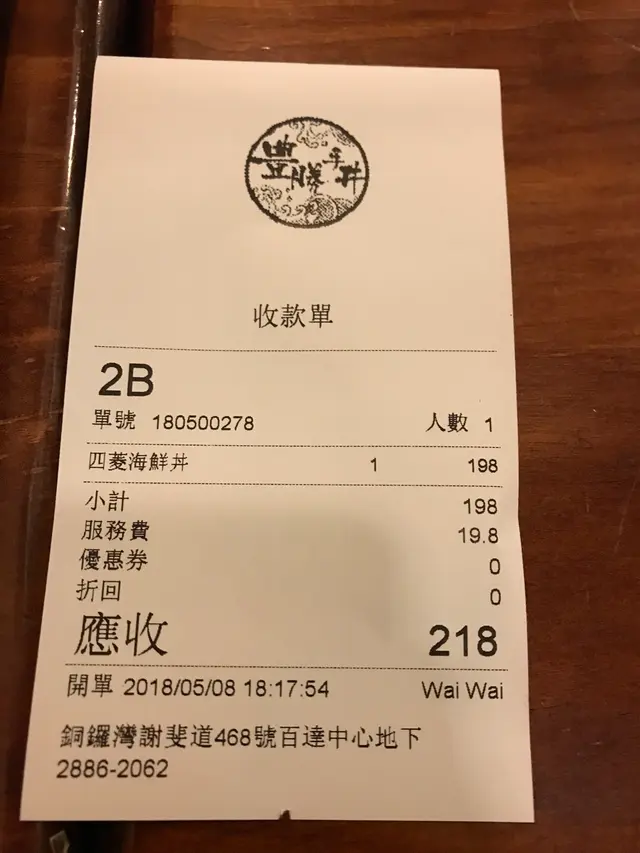 豊勝手丼
收款單
2B
單號 180500278 人數 1
四菱海鮮丼 1 198
小計 198
服務費 19.8
優惠券 0
折回 0
應收 218
開單 2018/05/08 18:17:54 Wai Wai
銅鑼灣謝斐道468號百達中心地下
2886-2062